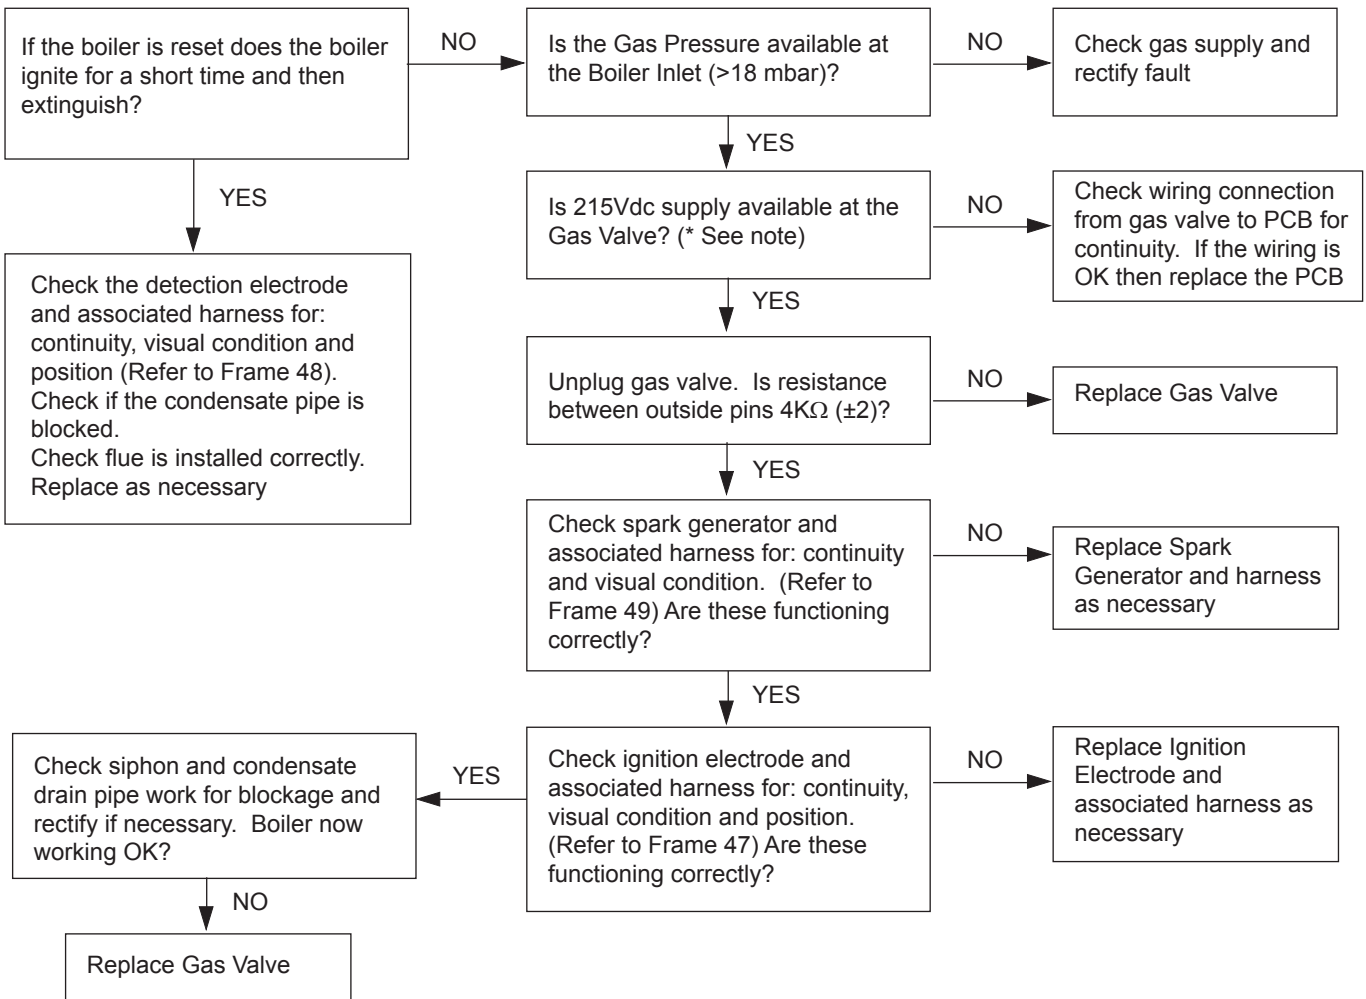 If the boiler is reset does the boiler
ignite for a short time and then
extinguish?
NO
Is the Gas Pressure available at
the Boiler Inlet (>18 mbar)?
NO
Check gas supply and
rectify fault
YES
YES
Is 215Vdc supply available at the
Gas Valve? (* See note)
NO
Check wiring connection
from gas valve to PCB for
continuity.  If the wiring is
OK then replace the PCB
Check the detection electrode
and associated harness for:
continuity, visual condition and
position (Refer to Frame 48).
Check if the condensate pipe is
blocked.
Check flue is installed correctly.
Replace as necessary
YES
Unplug gas valve.  Is resistance
between outside pins 4KΩ (±2)?
NO
Replace Gas Valve
YES
Check spark generator and
associated harness for: continuity
and visual condition.  (Refer to
Frame 49) Are these functioning
correctly?
NO
Replace Spark
Generator and harness
as necessary
YES
Check ignition electrode and
associated harness for: continuity,
visual condition and position.
(Refer to Frame 47) Are these
functioning correctly?
NO
Replace Ignition
Electrode and
associated harness as
necessary
YES
Check siphon and condensate
drain pipe work for blockage and
rectify if necessary.  Boiler now
working OK?
NO
Replace Gas Valve